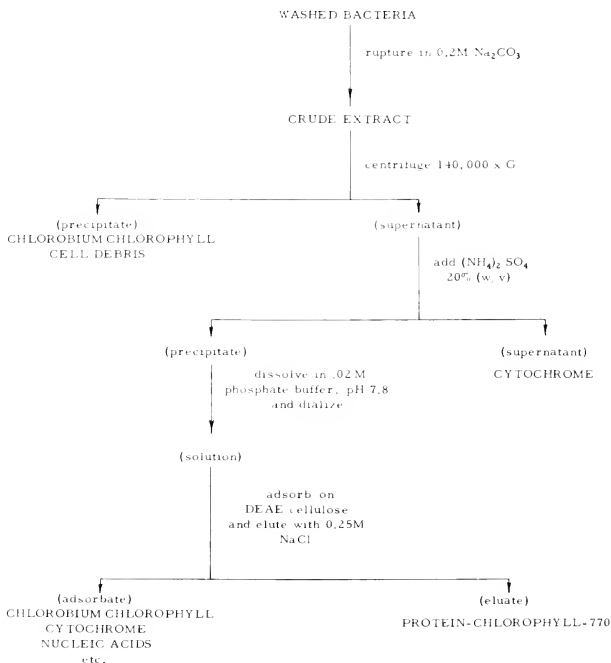 WASHED BACTERIA
rupture in 0,2M Na₂CO₃
CRUDE EXTRACT
centrifuge 140,000 x G
(precipitate)
CHLOROBIUM CHLOROPHYLL
CELL DEBRIS
(supernatant)
add (NH₄)₂ SO₄
20% (w, v)
(precipitate)
(supernatant)
CYTOCHROME
dissolve in .02M
phosphate buffer, pH 7,8
and dialize
(solution)
adsorb on
DEAE cellulose
and elute with 0,25M
NaCl
(adsorbate)
CHLOROBIUM CHLOROPHYLL
CYTOCHROME
NUCLEIC ACIDS
etc.
(eluate)
PROTEIN-CHLOROPHYLL-770